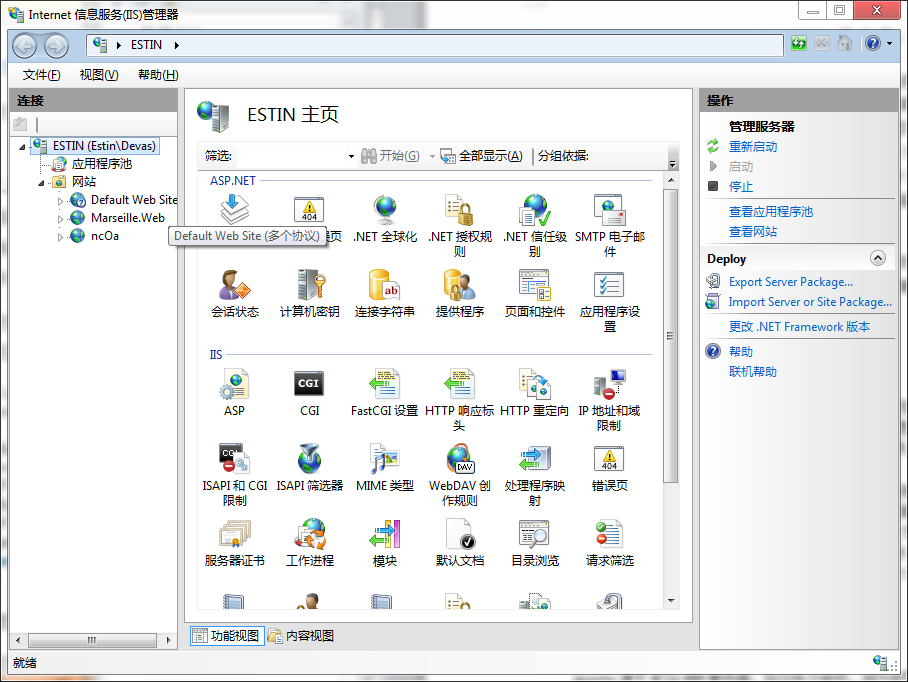 Internet 信息服务(IIS)管理器
ESTIN
文件(F) 视图(V) 帮助(H)
连接
ESTIN (Estin\Devas)
应用程序池
网站
Default Web Site
Marseille.Web
ncOa
Default Web Site (多个协议)
ESTIN 主页
筛选: 开始(G) 全部显示(A) 分组依据:
ASP.NET
404
页
.NET 全球化
.NET 授权规则
.NET 信任级别
SMTP 电子邮件
会话状态
计算机密钥
ab
连接字符串
提供程序
页面和控件
应用程序设置
IIS
ASP
CGI
CGI
FastCGI 设置
HTTP 响应标头
HTTP 重定向
IP 地址和域限制
ISAPI 和 CGI 限制
ISAPI 筛选器
MIME 类型
DAV
WebDAV 创作规则
处理程序映射
404
错误页
服务器证书
工作进程
模块
默认文档
目录浏览
请求筛选
功能视图
内容视图
操作
管理服务器
重新启动
启动
停止
查看应用程序池
查看网站
Deploy
Export Server Package...
Import Server or Site Package...
更改 .NET Framework 版本
帮助
联机帮助
就绪